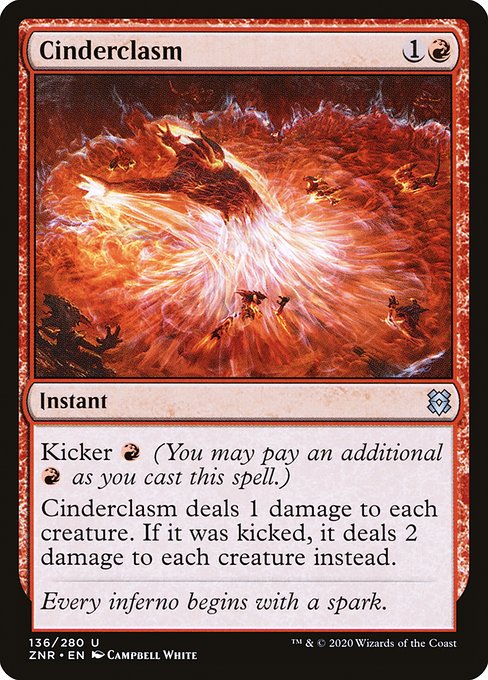 Cinderclasm 1
Instant
Kicker (You may pay an additional
as you cast this spell.)
Cinderclasm deals 1 damage to each
creature. If it was kicked, it deals 2
damage to each creature instead.
Every inferno begins with a spark.
136/280 U ™ & © 2020 Wizards of the Coast
ZNR • EN Campbell White